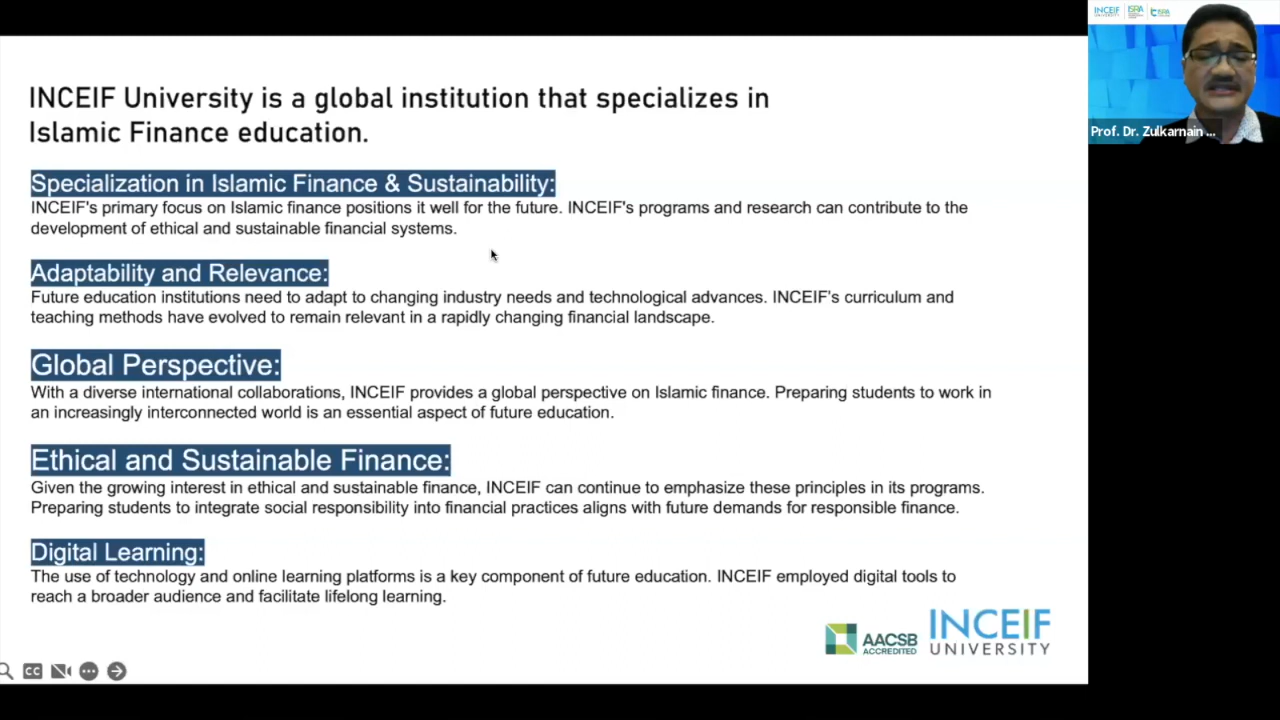 INCEIF University is a global institution that specializes in
Islamic Finance education.
Specialization in Islamic Finance & Sustainability:
INCEIF's primary focus on Islamic finance positions it well for the future. INCEIF's programs and research can contribute to the
development of ethical and sustainable financial systems.
Adaptability and Relevance:
Future education institutions need to adapt to changing industry needs and technological advances. INCEIF's curriculum and
teaching methods have evolved to remain relevant in a rapidly changing financial landscape.
Global Perspective:
With a diverse international collaborations, INCEIF provides a global perspective on Islamic finance. Preparing students to work in
an increasingly interconnected world is an essential aspect of future education.
Ethical and Sustainable Finance:
Given the growing interest in ethical and sustainable finance, INCEIF can continue to emphasize these principles in its programs.
Preparing students to integrate social responsibility into financial practices aligns with future demands for responsible finance.
Digital Learning:
The use of technology and online learning platforms is a key component of future education. INCEIF employed digital tools to
reach a broader audience and facilitate lifelong learning.
AACSB
ACCREDITED
INCEIF
UNIVERSITY
CC
INCEIF
UNIVERSITY
ISRA
Prof. Dr. Zulkarnain ...